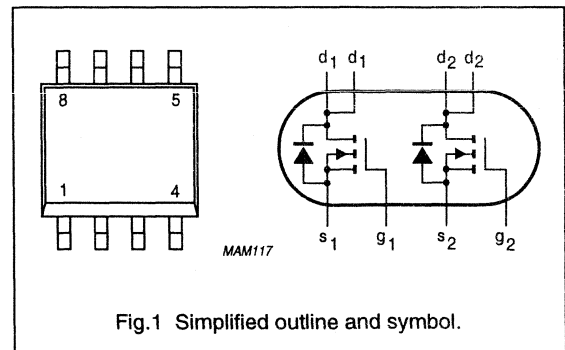 d1 d1 d2 d2
8 5
1 4
s1 g1 s2 g2
MAM117
Fig.1 Simplified outline and symbol.